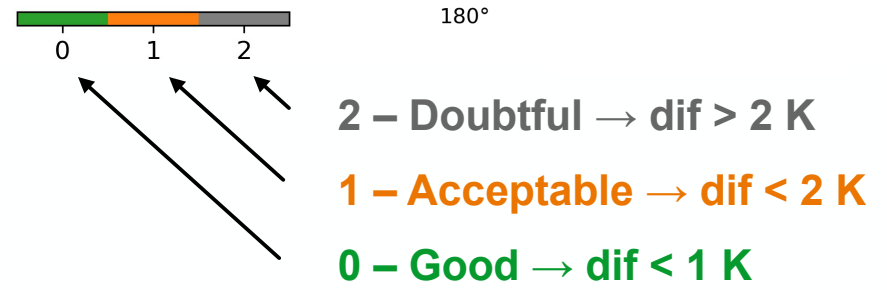 180°
0 1 2
2 – Doubtful → dif > 2 K
1 – Acceptable → dif < 2 K
0 – Good → dif < 1 K